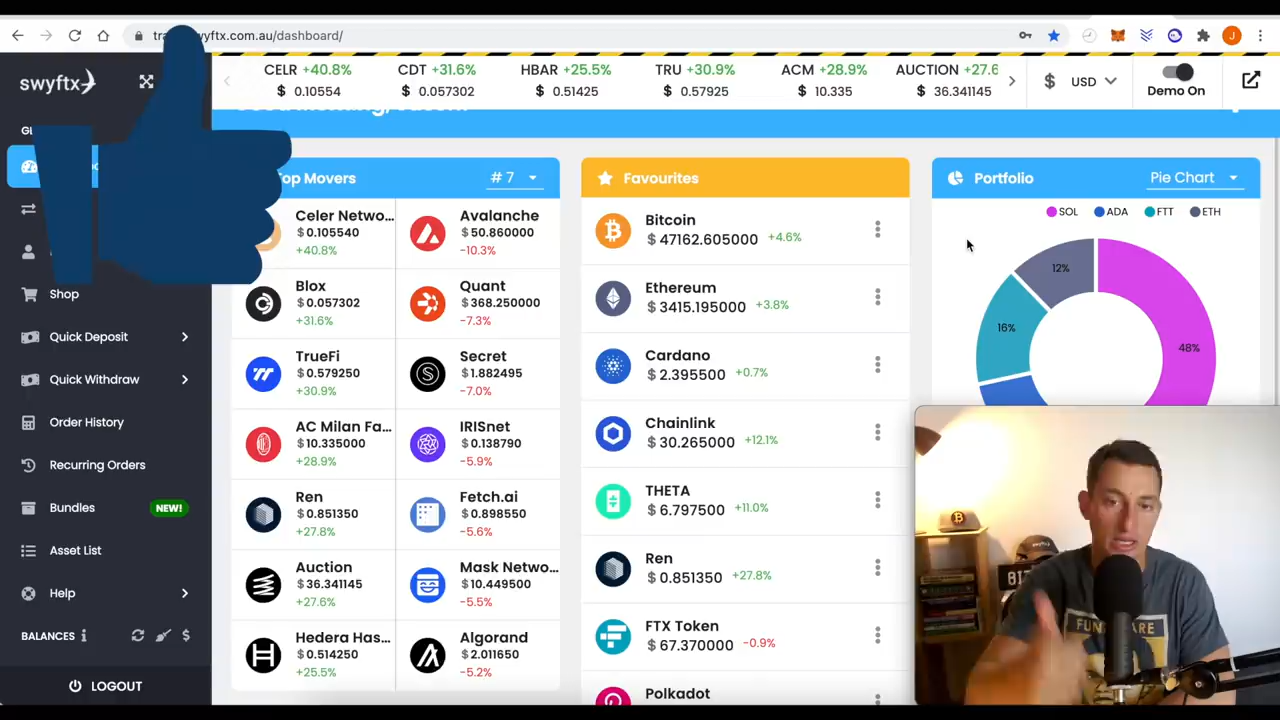 yftx.com.au/dashboard/
swyftx
CELR +40.8%
$ 0.10554
CDT +31.6%
$ 0.057302
HBAR +25.5%
$ 0.51425
TRU +30.9%
$ 0.57925
ACM +28.9%
$ 10.335
AUCTION +27.6
$ 36.341145
$ USD
Demo On
Shop
Quick Deposit
Quick Withdraw
Order History
Recurring Orders
Bundles NEW!
Asset List
Help
BALANCES
LOGOUT
Top Movers
# 7
Celer Netwo...
$ 0.105540
+40.8%
Avalanche
$ 50.860000
-10.3%
Blox
$ 0.057302
+31.6%
Quant
$ 368.250000
-7.3%
TrueFi
$ 0.579250
+30.9%
Secret
$ 1.882495
-7.0%
AC Milan Fa...
$ 10.335000
+28.9%
IRISnet
$ 0.138790
-5.9%
Ren
$ 0.851350
+27.8%
Fetch.ai
$ 0.898550
-5.6%
Auction
$ 36.341145
+27.6%
Mask Netwo...
$ 10.449500
-5.5%
Hedera Has...
$ 0.514250
+25.5%
Algorand
$ 2.011650
-5.2%
Favourites
Bitcoin
$ 47162.605000 +4.6%
Ethereum
$ 3415.195000 +3.8%
Cardano
$ 2.395500 +0.7%
Chainlink
$ 30.265000 +12.1%
THETA
$ 6.797500 +11.0%
Ren
$ 0.851350 +27.8%
FTX Token
$ 67.370000 -0.9%
Polkadot
Portfolio
Pie Chart
SOL ADA FTT ETH
12%
16%
48%